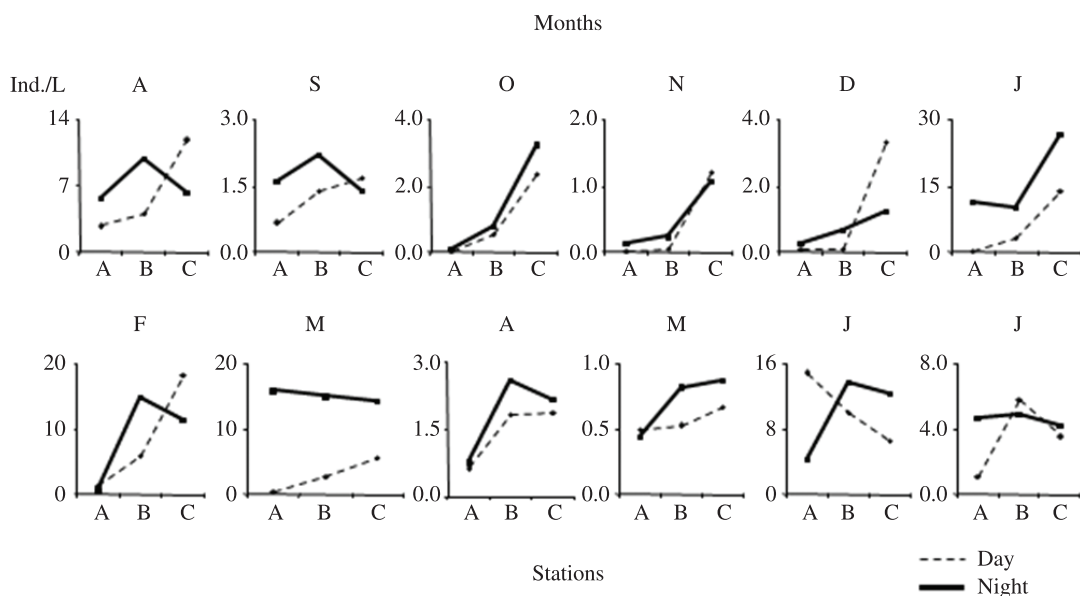 Months
Ind./L A S O N D J
14 3.0 4.0 2.0 4.0 30
7 1.5 2.0 1.0 2.0 15
0 0.0 0.0 0.0 0.0 0
A B C A B C A B C A B C A B C A B C
F M A M J J
20 20 3.0 1.0 16 8.0
10 10 1.5 0.5 8 4.0
0 0 0.0 0.0 0 0.0
A B C A B C A B C A B C A B C A B C
Stations
Day
Night